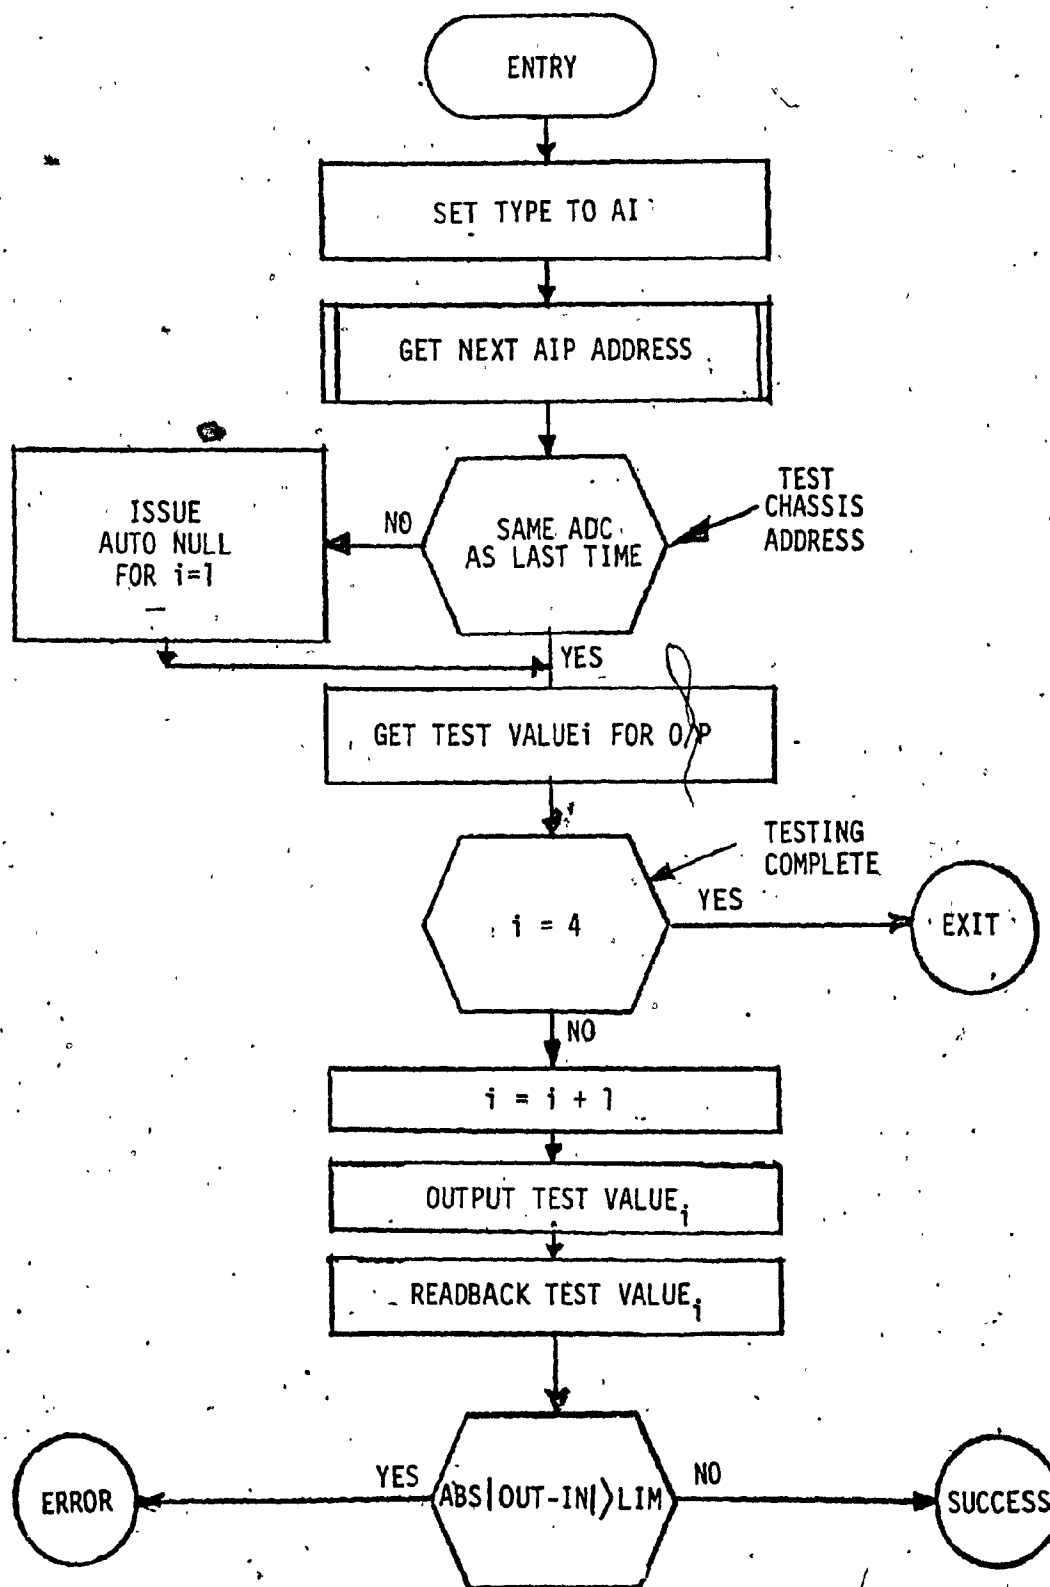 ENTRY
SET TYPE TO AI
GET NEXT AIP ADDRESS
TEST
CHASSIS
ADDRESS
SAME ADC
AS LAST TIME
NO
ISSUE
AUTO NULL
FOR i=1
YES
GET TEST VALUEi FOR O/P
TESTING
COMPLETE
i = 4
YES
EXIT
NO
i = i + 1
OUTPUT TEST VALUEi
READBACK TEST VALUEi
ABS|OUT-IN|>LIM
YES
ERROR
NO
SUCCESS